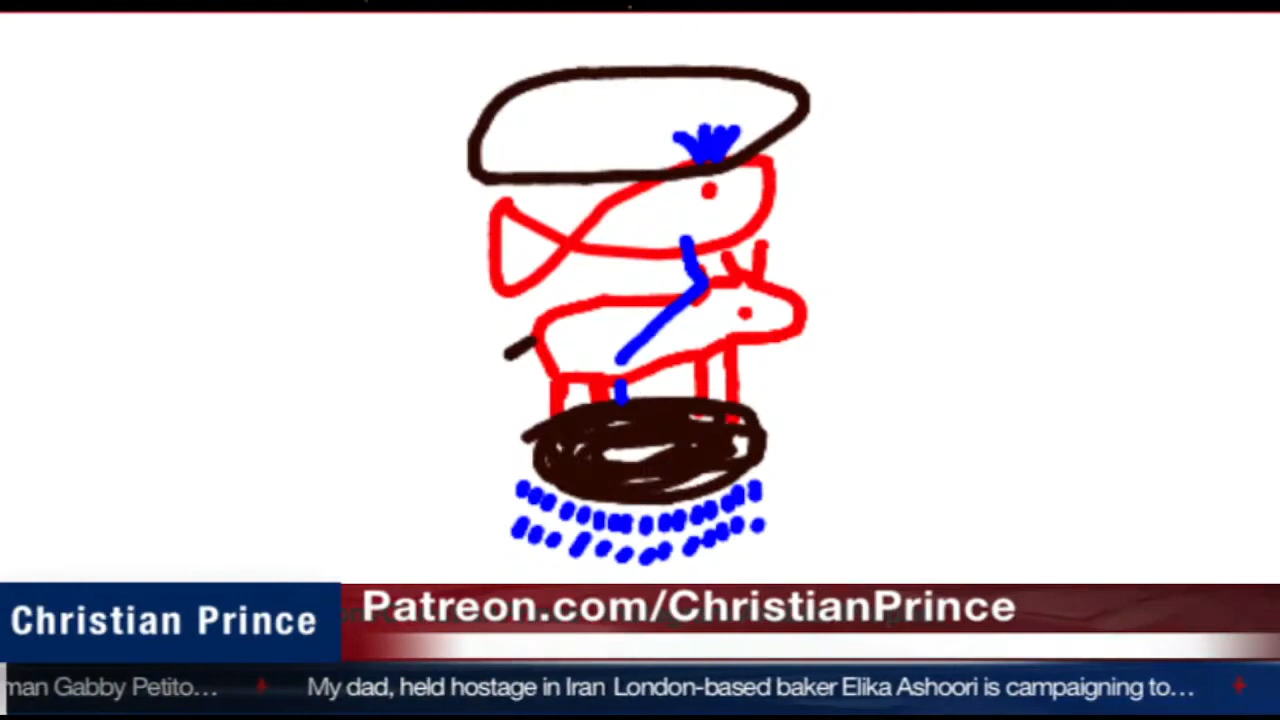 Patreon.com/ChristianPrince
Christian Prince
man Gabby Petito… My dad, held hostage in Iran London-based baker Elika Ashoori is campaigning to…